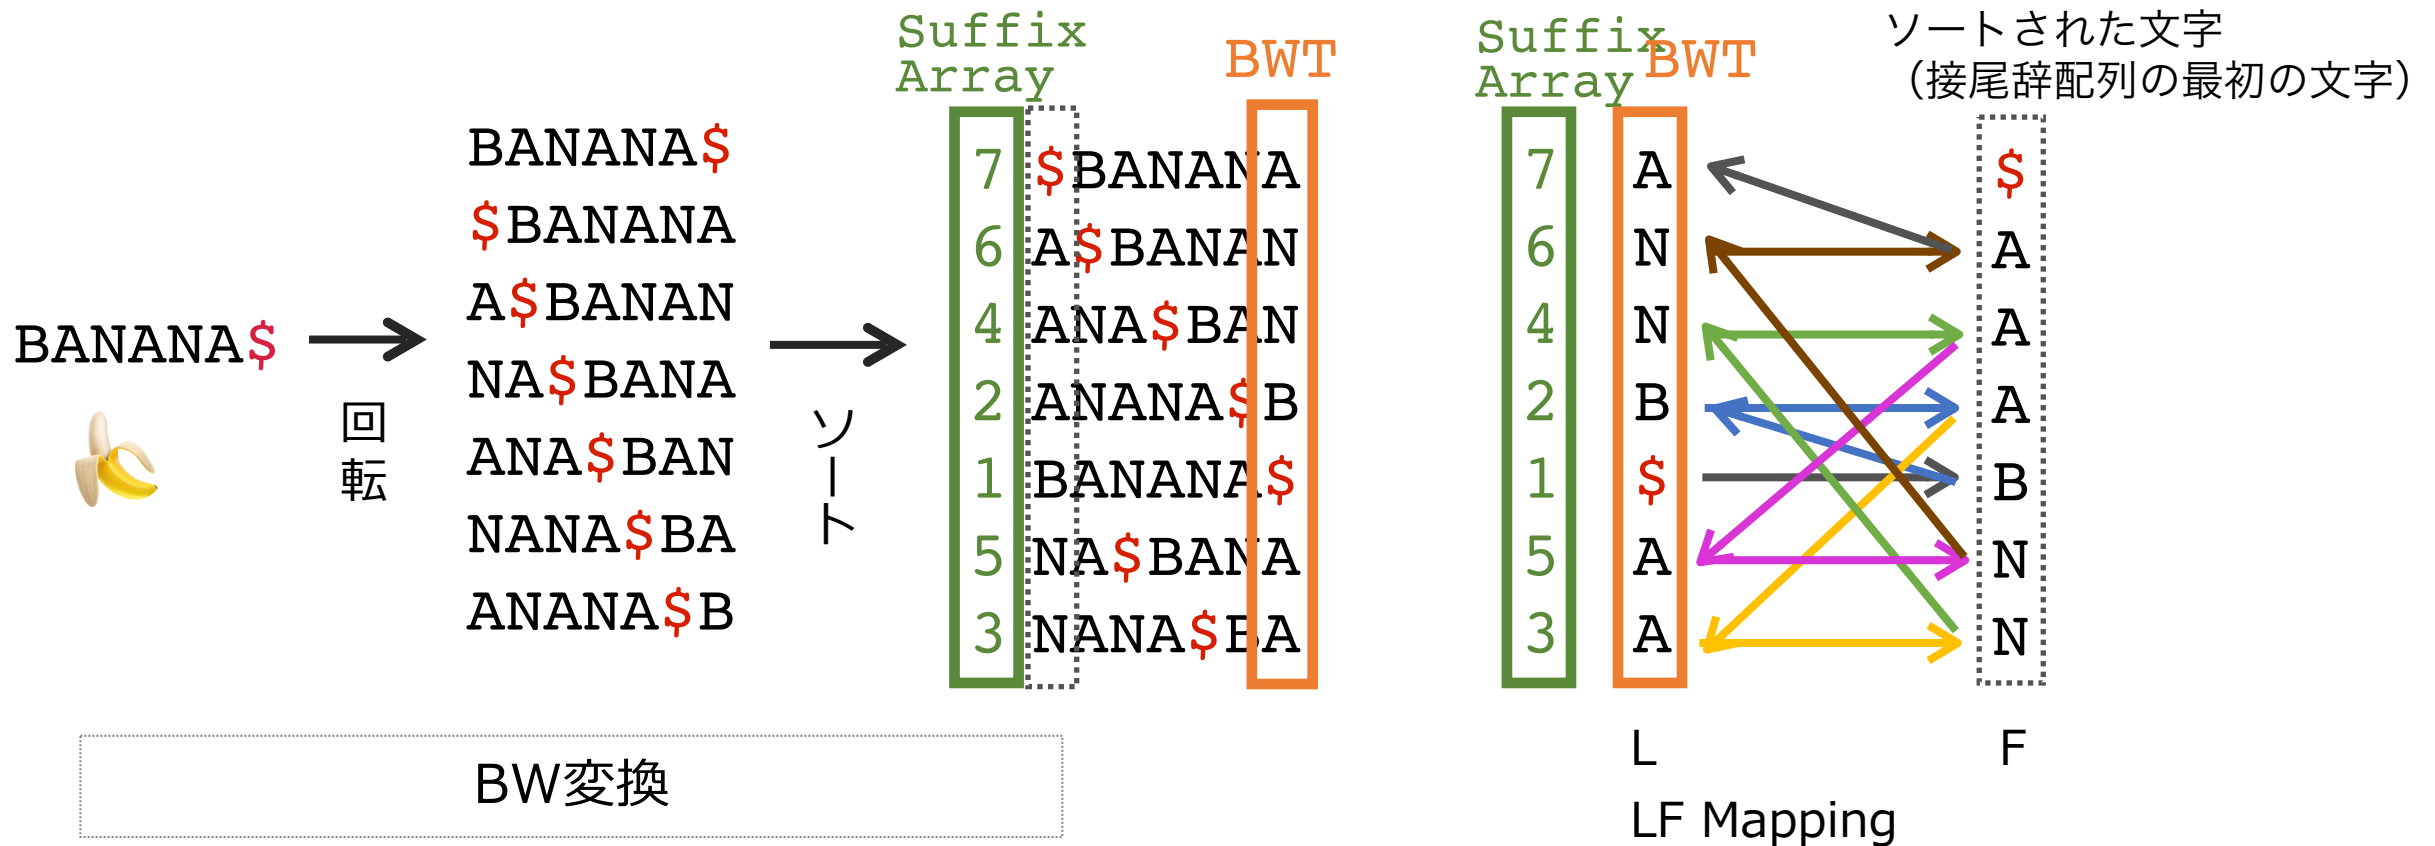 BANANA$
回転
BANANA$
$BANANA
A$BANAN
NA$BANA
ANA$BAN
NANA$BA
ANANA$B
ソート
Suffix
Array
BWT
7 $BANANA
6 A$BANAN
4 ANA$BAN
2 ANANA$B
1 BANANA$
5 NA$BANA
3 NANA$BA
BW変換
Suffix
Array
BWT
ソートされた文字
（接尾辞配列の最初の文字）
7 A $
6 N A
4 N A
2 B A
1 $ B
5 A N
3 A N
L F
LF Mapping